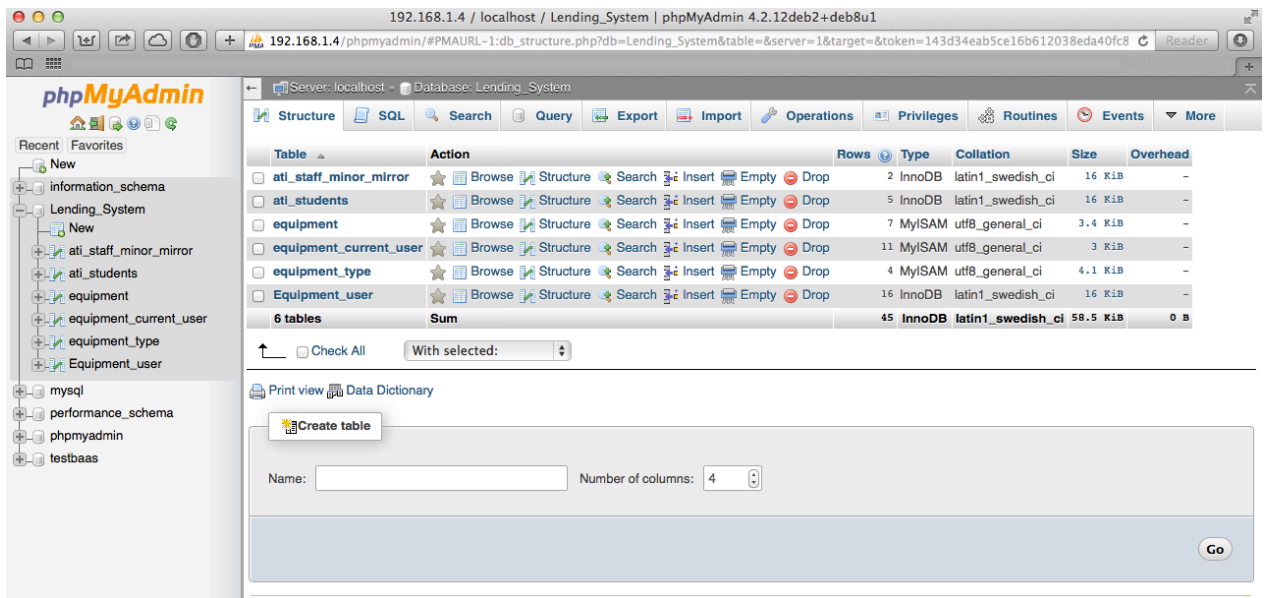 192.168.1.4 / localhost / Lending_System | phpMyAdmin 4.2.12deb2+deb8u1
192.168.1.4/phpmyadmin/#PMAURL-1:db_structure.php?db=Lending_System&table=&server=1&target=&token=143d34eab5ce16b612038eda40fc8 Reader
phpMyAdmin
Recent Favorites
New
information_schema
Lending_System
New
ati_staff_minor_mirror
ati_students
equipment
equipment_current_user
equipment_type
Equipment_user
mysql
performance_schema
phpmyadmin
testbaas
Server: localhost » Database: Lending_System
Structure SQL Search Query Export Import Operations Privileges Routines Events More
Table Action Rows Type Collation Size Overhead
ati_staff_minor_mirror Browse Structure Search Insert Empty Drop 2 InnoDB latin1_swedish_ci 16 KiB -
ati_students Browse Structure Search Insert Empty Drop 5 InnoDB latin1_swedish_ci 16 KiB -
equipment Browse Structure Search Insert Empty Drop 7 MyISAM utf8_general_ci 3.4 KiB -
equipment_current_user Browse Structure Search Insert Empty Drop 11 MyISAM utf8_general_ci 3 KiB -
equipment_type Browse Structure Search Insert Empty Drop 4 MyISAM utf8_general_ci 4.1 KiB -
Equipment_user Browse Structure Search Insert Empty Drop 16 InnoDB latin1_swedish_ci 16 KiB -
6 tables Sum 45 InnoDB latin1_swedish_ci 58.5 KiB 0 B
Check All With selected:
Print view Data Dictionary
Create table
Name: Number of columns: 4
Go